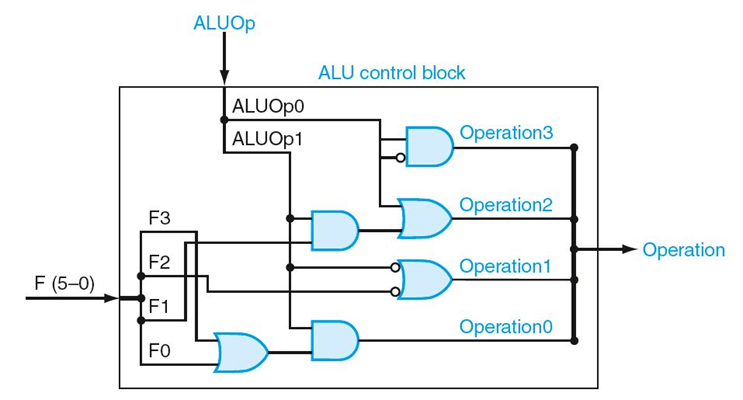 ALUOp
ALU control block
ALUOp0
ALUOp1
Operation3
Operation2
F3
F2
Operation1
Operation
F (5–0)
F1
Operation0
F0